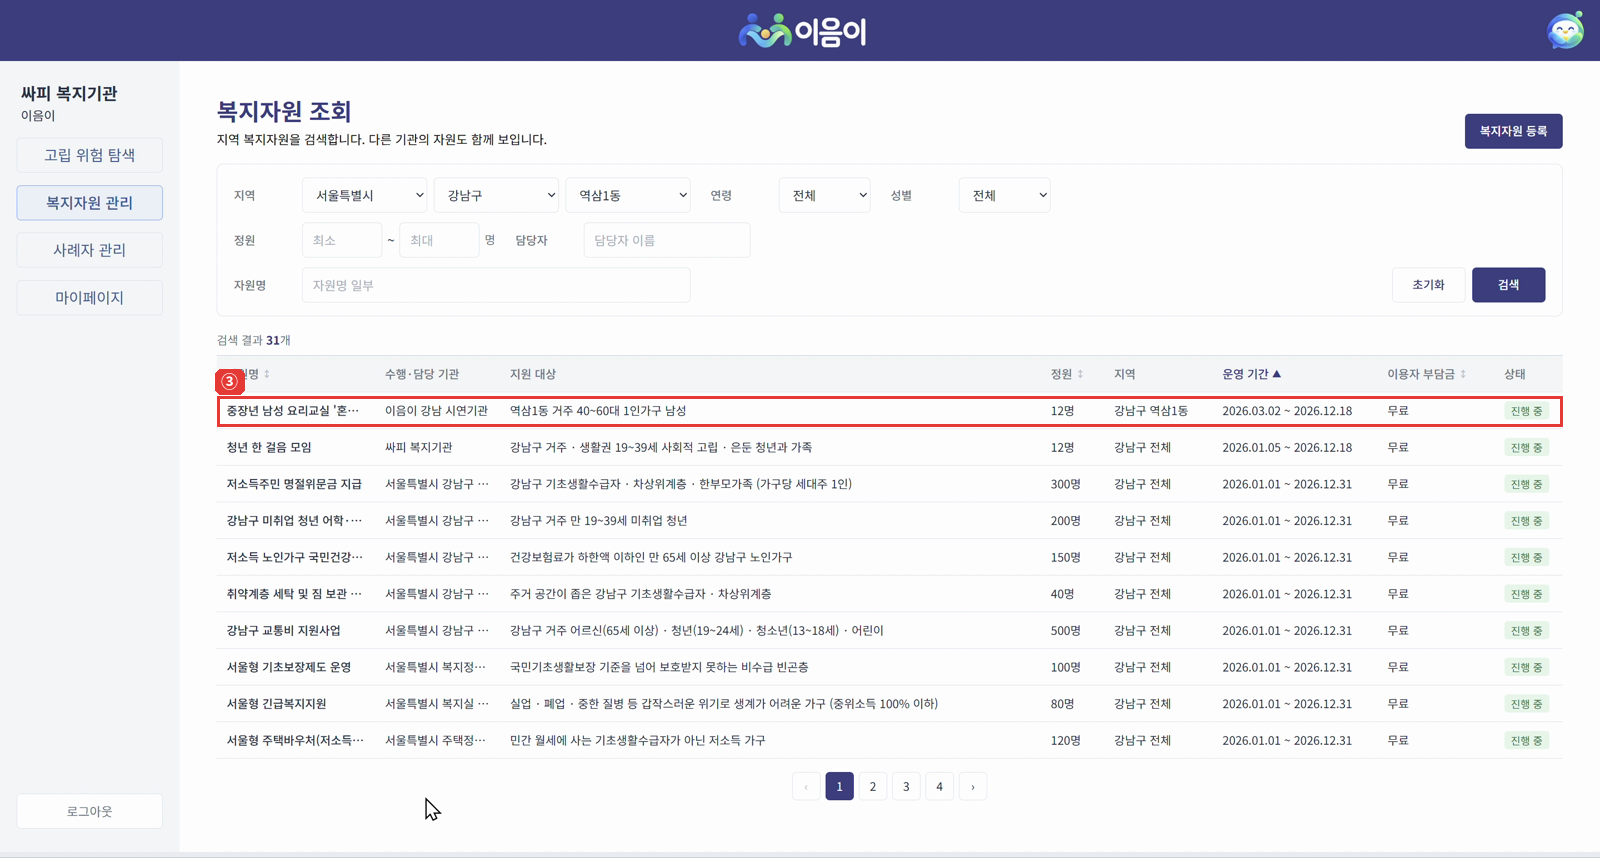 이음이
싸피 복지기관
이음이
고립 위험 탐색
복지자원 관리
사례자 관리
마이페이지
로그아웃
복지자원 조회
지역 복지자원을 검색합니다. 다른 기관의 자원도 함께 보입니다.
복지자원 등록
지역 서울특별시 강남구 역삼1동 연령 전체 성별 전체
정원 최소 ~ 최대 명 담당자 담당자 이름
자원명 자원명 일부 초기화 검색
검색 결과 31개
③
명 수행·담당 기관 지원 대상 정원 지역 운영 기간 ▲ 이용자 부담금 상태
중장년 남성 요리교실 '혼··· 이음이 강남 시연기관 역삼1동 거주 40~60대 1인가구 남성 12명 강남구 역삼1동 2026.03.02 ~ 2026.12.18 무료 진행 중
청년 한 걸음 모임 싸피 복지기관 강남구 거주 · 생활권 19~39세 사회적 고립 · 은둔 청년과 가족 12명 강남구 전체 2026.01.05 ~ 2026.12.18 무료 진행 중
저소득주민 명절위문금 지급 서울특별시 강남구 ··· 강남구 기초생활수급자 · 차상위계층 · 한부모가족 (가구당 세대주 1인) 300명 강남구 전체 2026.01.01 ~ 2026.12.31 무료 진행 중
강남구 미취업 청년 어학···· 서울특별시 강남구 ··· 강남구 거주 만 19~39세 미취업 청년 200명 강남구 전체 2026.01.01 ~ 2026.12.31 무료 진행 중
저소득 노인가구 국민건강··· 서울특별시 강남구 ··· 건강보험료가 하한액 이하인 만 65세 이상 강남구 노인가구 150명 강남구 전체 2026.01.01 ~ 2026.12.31 무료 진행 중
취약계층 세탁 및 짐 보관 ··· 서울특별시 강남구 ··· 주거 공간이 좁은 강남구 기초생활수급자 · 차상위계층 40명 강남구 전체 2026.01.01 ~ 2026.12.31 무료 진행 중
강남구 교통비 지원사업 서울특별시 강남구 ··· 강남구 거주 어르신(65세 이상) · 청년(19~24세) · 청소년(13~18세) · 어린이 500명 강남구 전체 2026.01.01 ~ 2026.12.31 무료 진행 중
서울형 기초보장제도 운영 서울특별시 복지정··· 국민기초생활보장 기준을 넘어 보호받지 못하는 비수급 빈곤층 100명 강남구 전체 2026.01.01 ~ 2026.12.31 무료 진행 중
서울형 긴급복지지원 서울특별시 복지실 ··· 실업 · 폐업 · 중한 질병 등 갑작스러운 위기로 생계가 어려운 가구 (중위소득 100% 이하) 80명 강남구 전체 2026.01.01 ~ 2026.12.31 무료 진행 중
서울형 주택바우처(저소득··· 서울특별시 주택정··· 민간 월세에 사는 기초생활수급자가 아닌 저소득 가구 120명 강남구 전체 2026.01.01 ~ 2026.12.31 무료 진행 중
‹ 1 2 3 4 ›